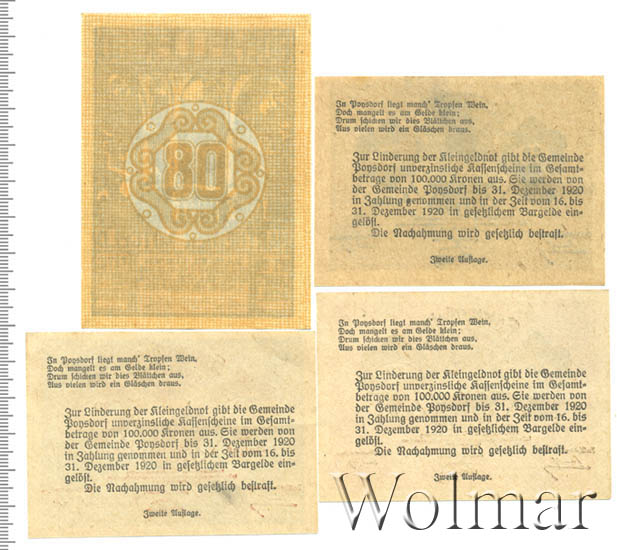 80
In Poysdorf liegt manch' Tropfen Wein,
Doch mangelt es am Gelde klein;
Drum schicken wir dies Blättchen aus,
Aus vielen wird ein Gläschen draus.
Zur Linderung der Kleingeldnot gibt die Gemeinde
Poysdorf unverzinsliche Kassenscheine im Gesamt-
betrage von 100.000 Kronen aus. Sie werden von
der Gemeinde Poysdorf bis 31. Dezember 1920
in Zahlung genommen und in der Zeit vom 16. bis
31. Dezember 1920 in gesetzlichem Bargelde ein-
gelöst.
Die Nachahmung wird gesetzlich bestraft.
Zweite Auflage.
In Poysdorf liegt manch' Tropfen Wein,
Doch mangelt es am Gelde klein;
Drum schicken wir dies Blättchen aus,
Aus vielen wird ein Gläschen draus.
Zur Linderung der Kleingeldnot gibt die Gemeinde
Poysdorf unverzinsliche Kassenscheine im Gesamt-
betrage von 100.000 Kronen aus. Sie werden von
der Gemeinde Poysdorf bis 31. Dezember 1920
in Zahlung genommen und in der Zeit vom 16. bis
31. Dezember 1920 in gesetzlichem Bargelde ein-
gelöst.
Die Nachahmung wird gesetzlich bestraft.
Zweite Auflage.
In Poysdorf liegt manch' Tropfen Wein,
Doch mangelt es am Gelde klein;
Drum schicken wir dies Blättchen aus,
Aus vielen wird ein Gläschen draus.
Zur Linderung der Kleingeldnot gibt die Gemeinde
Poysdorf unverzinsliche Kassenscheine im Gesamt-
betrage von 100.000 Kronen aus. Sie werden von
der Gemeinde Poysdorf bis 31. Dezember 1920
in Zahlung genommen und in der Zeit vom 16. bis
31. Dezember 1920 in gesetzlichem Bargelde ein-
gelöst.
Die Nachahmung wird gesetzlich bestraft.
Zweite Auflage.
Wolmar